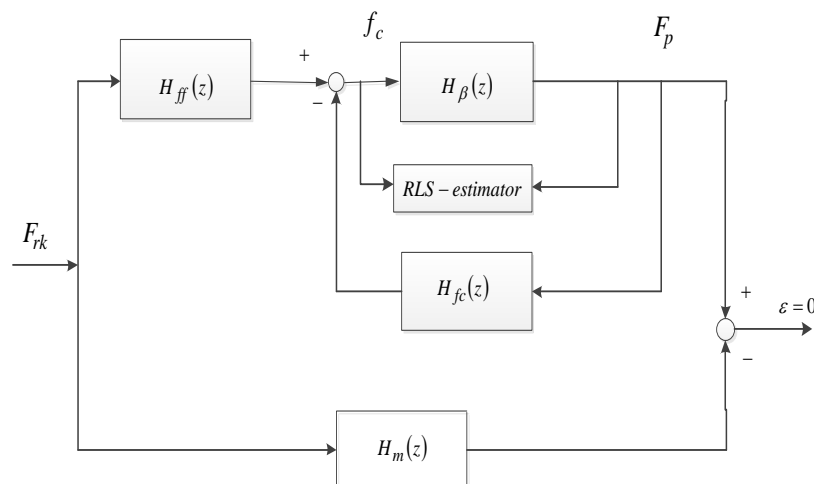 f_c
F_p
+
H_ff(z)
H_β(z)
−
RLS − estimator
F_rk
H_fc(z)
+
ε = 0
−
H_m(z)